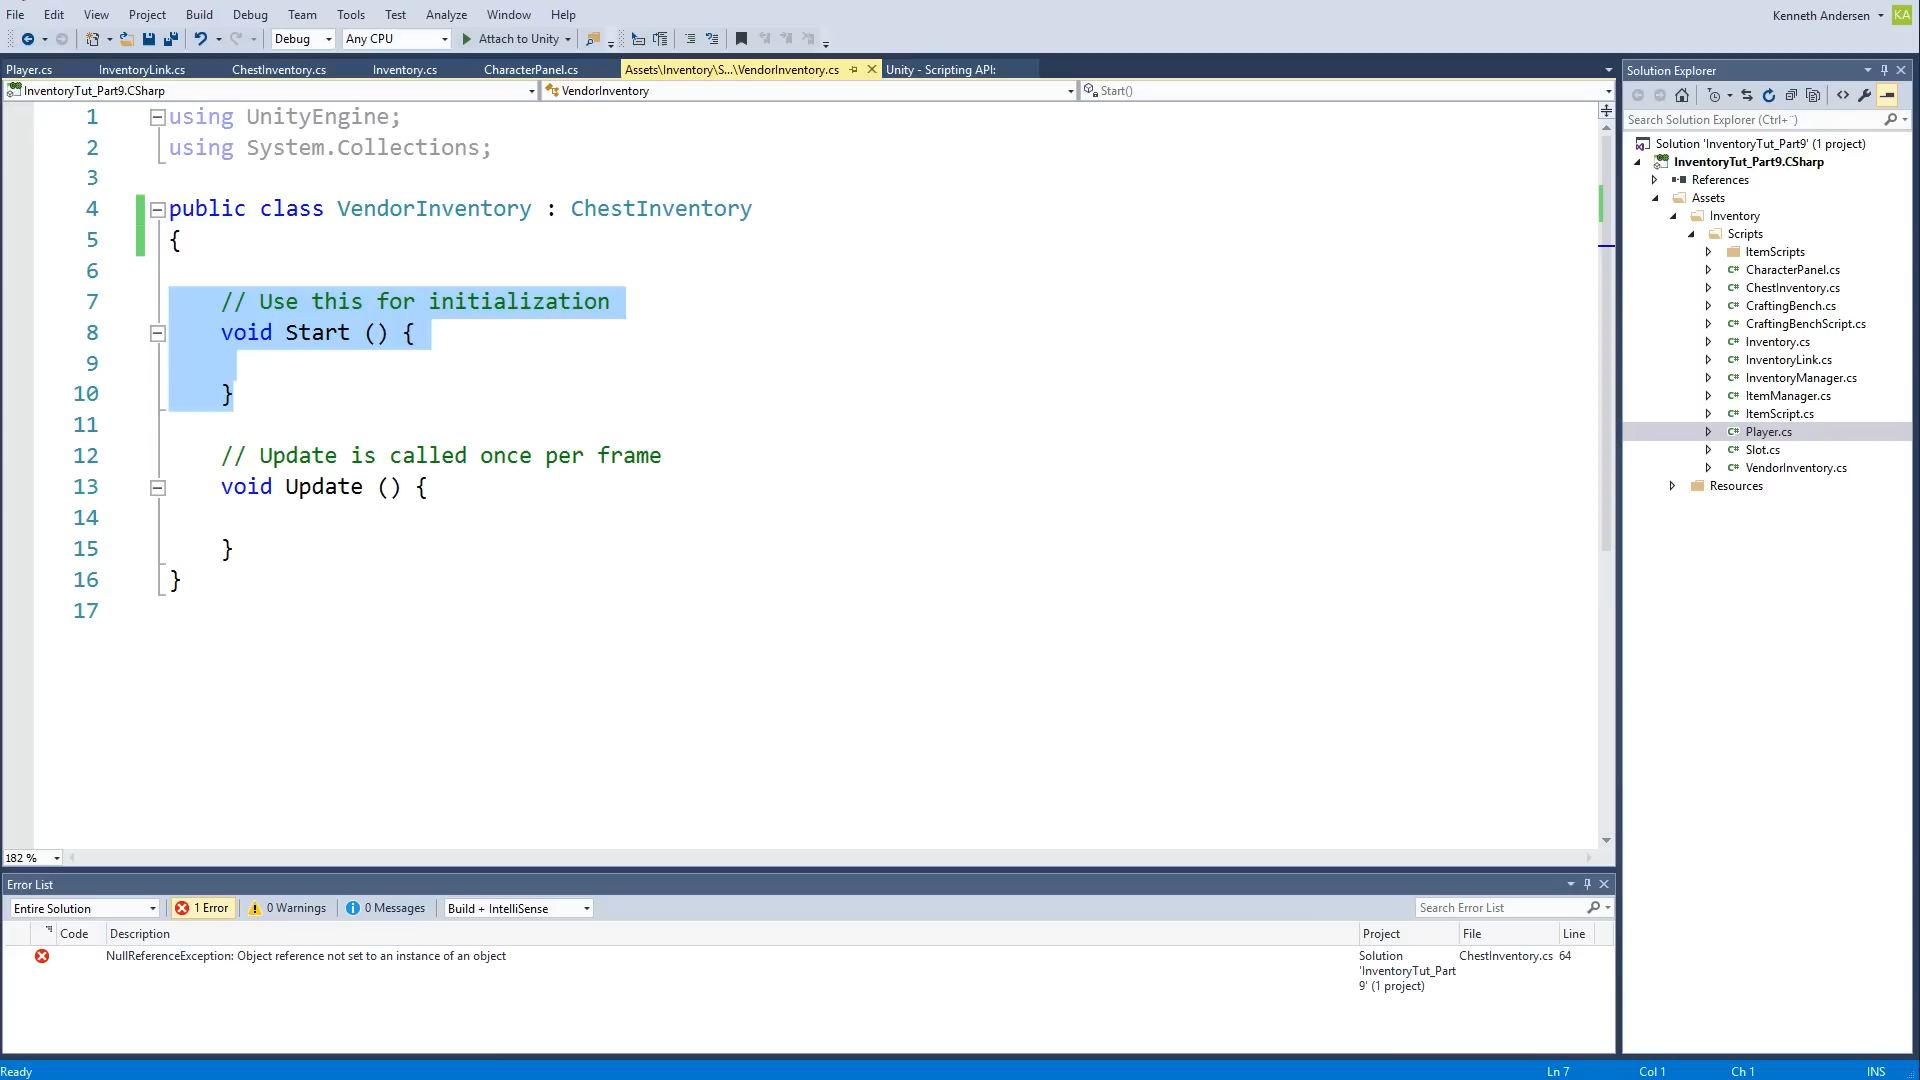 File Edit View Project Build Debug Team Tools Test Analyze Window Help
Kenneth Andersen KA
Debug Any CPU Attach to Unity
Player.cs InventoryLink.cs ChestInventory.cs Inventory.cs CharacterPanel.cs Assets\Inventory\S...\VendorInventory.cs Unity - Scripting API:
InventoryTut_Part9.CSharp VendorInventory Start()
1 using UnityEngine;
2 using System.Collections;
3
4 public class VendorInventory : ChestInventory
5 {
6
7 // Use this for initialization
8 void Start () {
9
10 }
11
12 // Update is called once per frame
13 void Update () {
14
15 }
16 }
17
182 %
Solution Explorer
Search Solution Explorer (Ctrl+¨)
Solution 'InventoryTut_Part9' (1 project)
InventoryTut_Part9.CSharp
References
Assets
Inventory
Scripts
ItemScripts
C# CharacterPanel.cs
C# ChestInventory.cs
C# CraftingBench.cs
C# CraftingBenchScript.cs
C# Inventory.cs
C# InventoryLink.cs
C# InventoryManager.cs
C# ItemManager.cs
C# ItemScript.cs
C# Player.cs
C# Slot.cs
C# VendorInventory.cs
Resources
Error List
Entire Solution 1 Error 0 Warnings 0 Messages Build + IntelliSense Search Error List
Code Description Project File Line
NullReferenceException: Object reference not set to an instance of an object Solution ChestInventory.cs 64
'InventoryTut_Part
9' (1 project)
Ready Ln 7 Col 1 Ch 1 INS